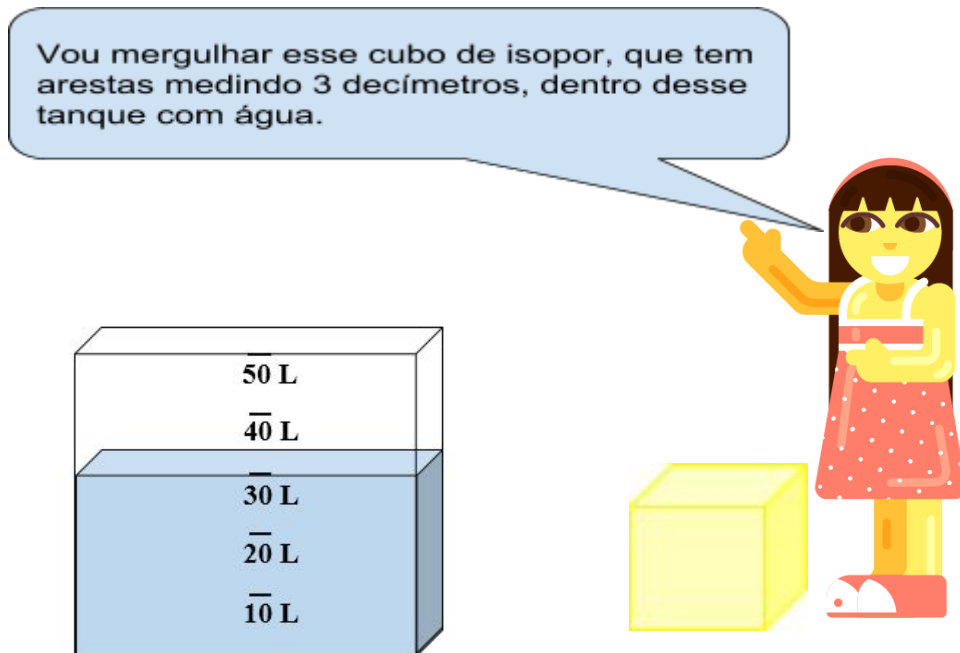 Vou mergulhar esse cubo de isopor, que tem
arestas medindo 3 decímetros, dentro desse
tanque com água.
50 L
40 L
30 L
20 L
10 L